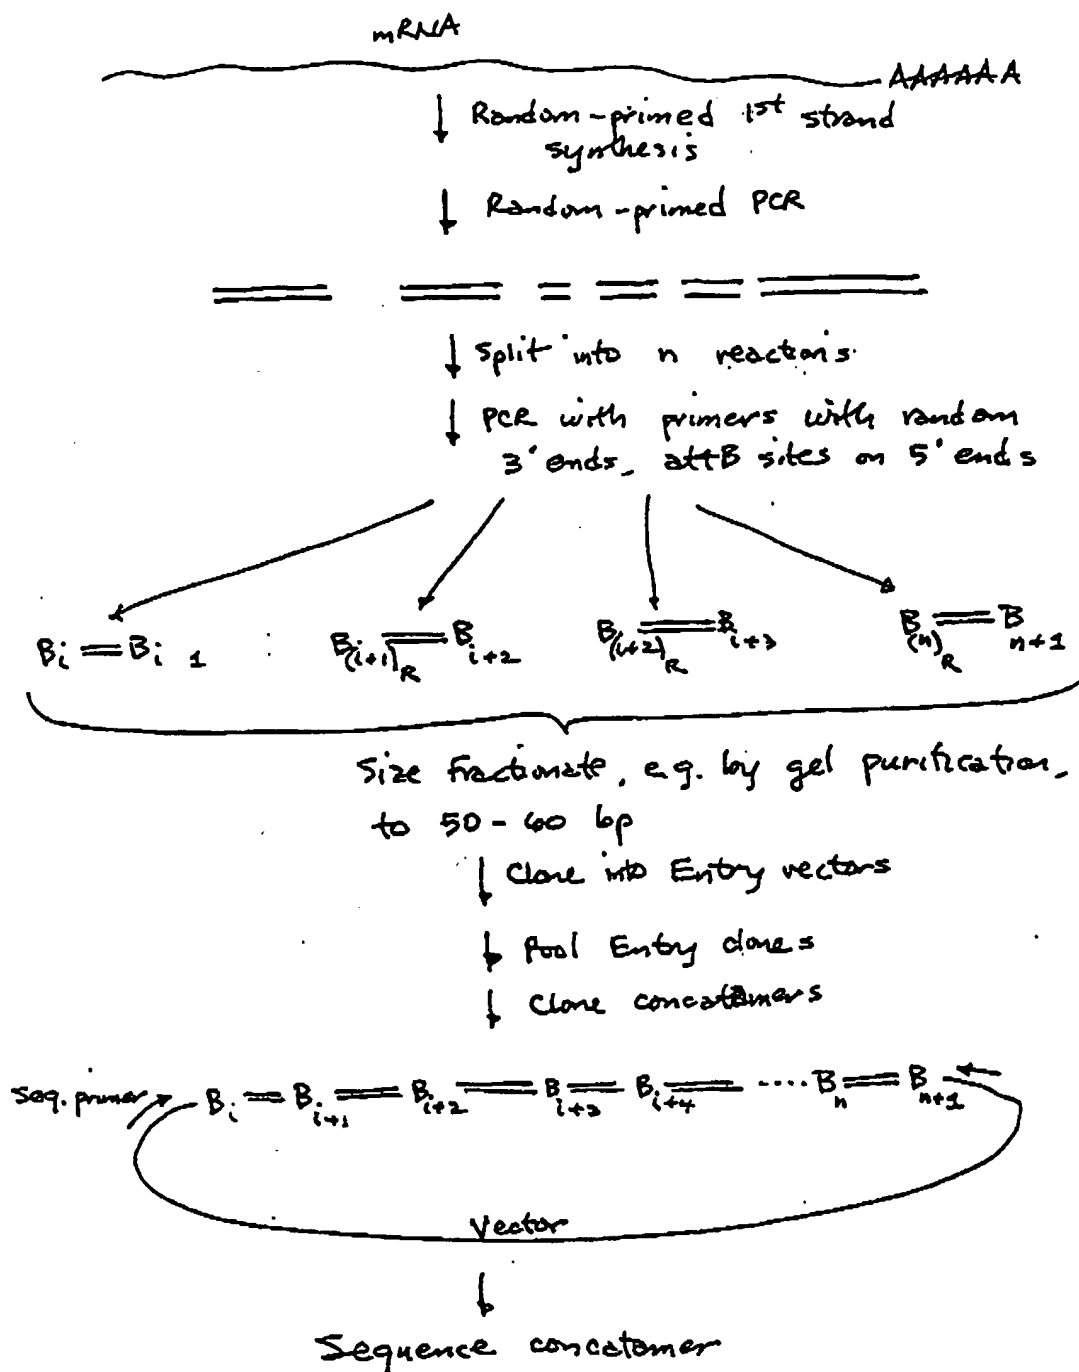 mRNA
AAAAAA
Random-primed 1st strand
synthesis
Random-primed PCR
Split into n reactions.
PCR with primers with random
3' ends, attB sites on 5' ends
Bi Bi 1 B(i+1)R Bi+2 B(i+2)R Bi+3 B(n)R Bn+1
Size fractionate, e.g. by gel purification,
to 50-60 bp
Clone into Entry vectors
Pool Entry clones
Clone concatamers
Seq. primer Bi Bi+1 Bi+2 Bi+3 Bi+4 .... Bn Bn+1
Vector
Sequence concatomer